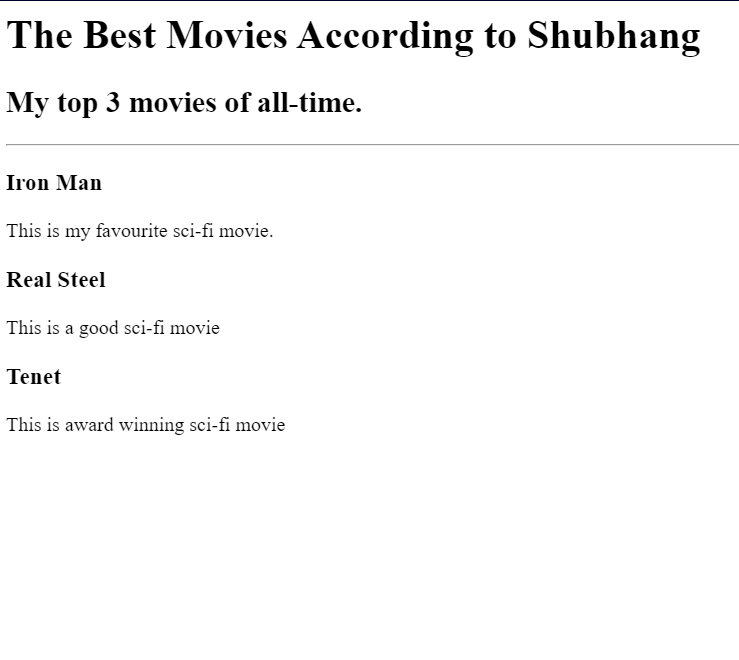 The Best Movies According to Shubhang
My top 3 movies of all-time.
Iron Man
This is my favourite sci-fi movie.
Real Steel
This is a good sci-fi movie
Tenet
This is award winning sci-fi movie